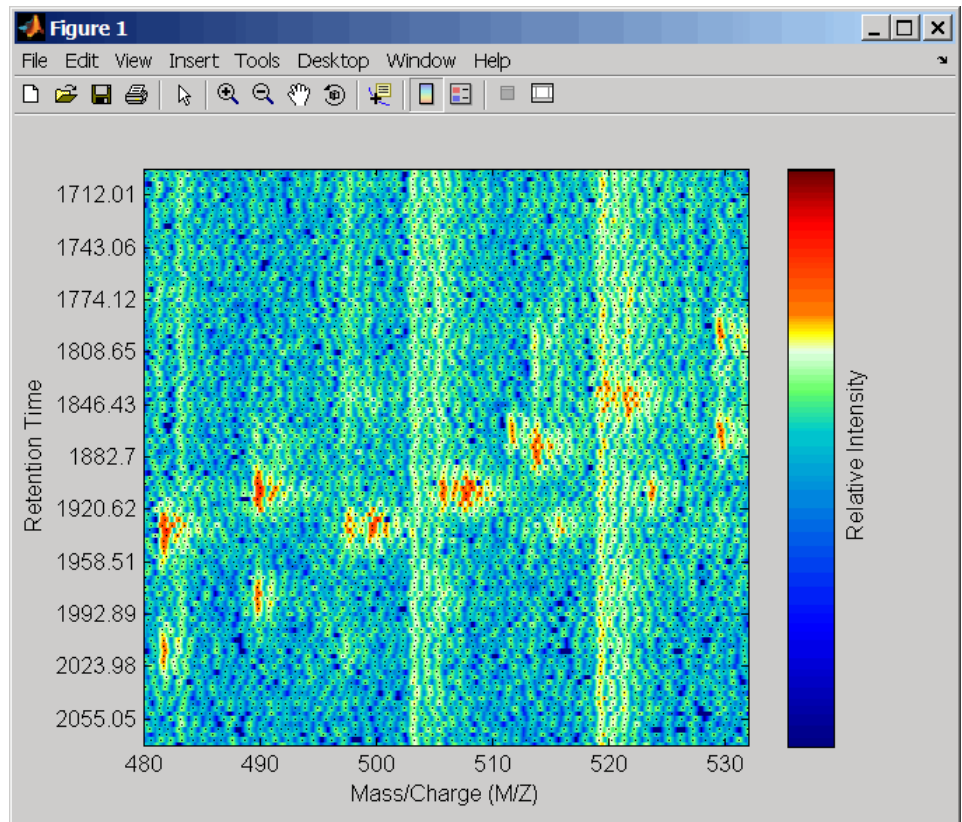 Figure 1
File Edit View Insert Tools Desktop Window Help
1712.01
1743.06
1774.12
1808.65
1846.43
1882.7
1920.62
1958.51
1992.89
2023.98
2055.05
Retention Time
480 490 500 510 520 530
Mass/Charge (M/Z)
Relative Intensity